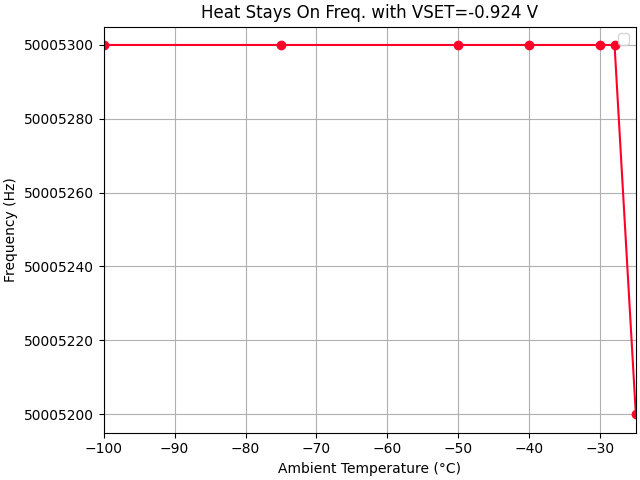 Heat Stays On Freq. with VSET=-0.924 V
50005300
50005280
50005260
50005240
50005220
50005200
Frequency (Hz)
−100 −90 −80 −70 −60 −50 −40 −30
Ambient Temperature (°C)